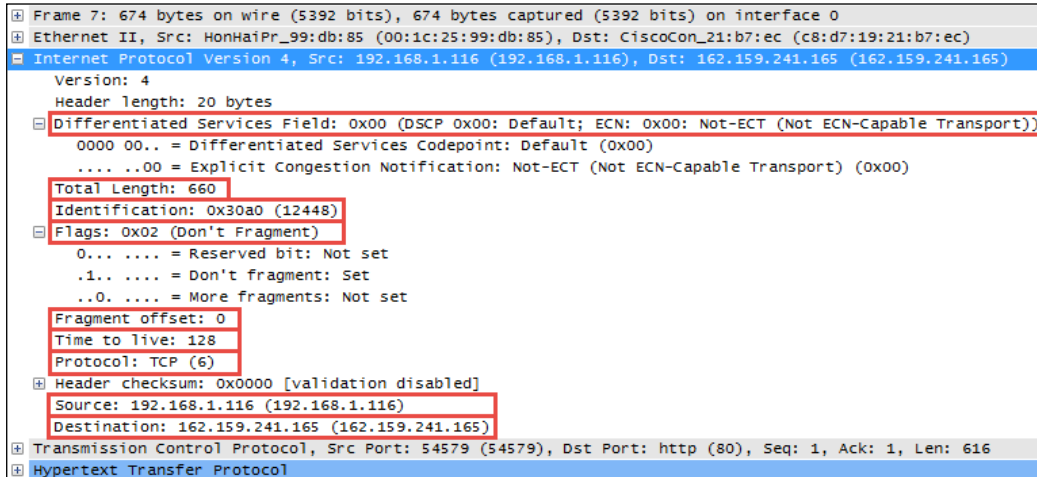 Frame 7: 674 bytes on wire (5392 bits), 674 bytes captured (5392 bits) on interface 0
Ethernet II, Src: HonHaiPr_99:db:85 (00:1c:25:99:db:85), Dst: CiscoCon_21:b7:ec (c8:d7:19:21:b7:ec)
Internet Protocol Version 4, Src: 192.168.1.116 (192.168.1.116), Dst: 162.159.241.165 (162.159.241.165)
Version: 4
Header length: 20 bytes
Differentiated Services Field: 0x00 (DSCP 0x00: Default; ECN: 0x00: Not-ECT (Not ECN-Capable Transport))
0000 00.. = Differentiated Services Codepoint: Default (0x00)
.... ..00 = Explicit Congestion Notification: Not-ECT (Not ECN-Capable Transport) (0x00)
Total Length: 660
Identification: 0x30a0 (12448)
Flags: 0x02 (Don't Fragment)
0... .... = Reserved bit: Not set
.1.. .... = Don't fragment: Set
..0. .... = More fragments: Not set
Fragment offset: 0
Time to live: 128
Protocol: TCP (6)
Header checksum: 0x0000 [validation disabled]
Source: 192.168.1.116 (192.168.1.116)
Destination: 162.159.241.165 (162.159.241.165)
Transmission Control Protocol, Src Port: 54579 (54579), Dst Port: http (80), Seq: 1, Ack: 1, Len: 616
Hypertext Transfer Protocol